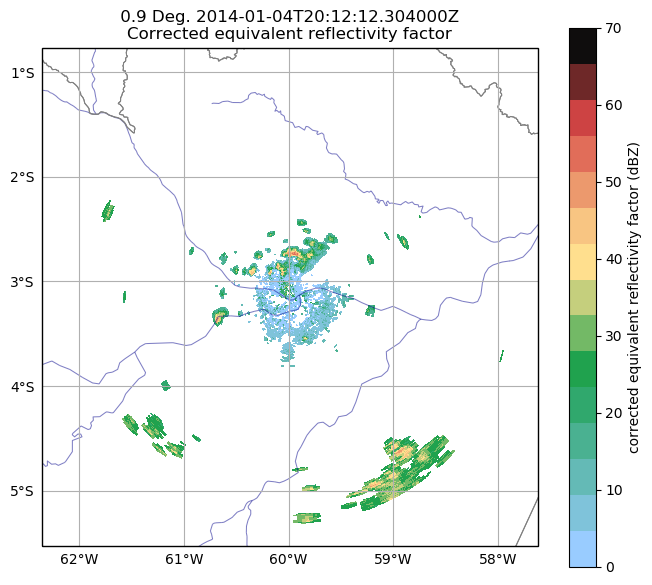 0.9 Deg. 2014-01-04T20:12:12.304000Z
Corrected equivalent reflectivity factor
1°S
2°S
3°S
4°S
5°S
62°W 61°W 60°W 59°W 58°W
70
60
50
40
30
20
10
0
corrected equivalent reflectivity factor (dBZ)